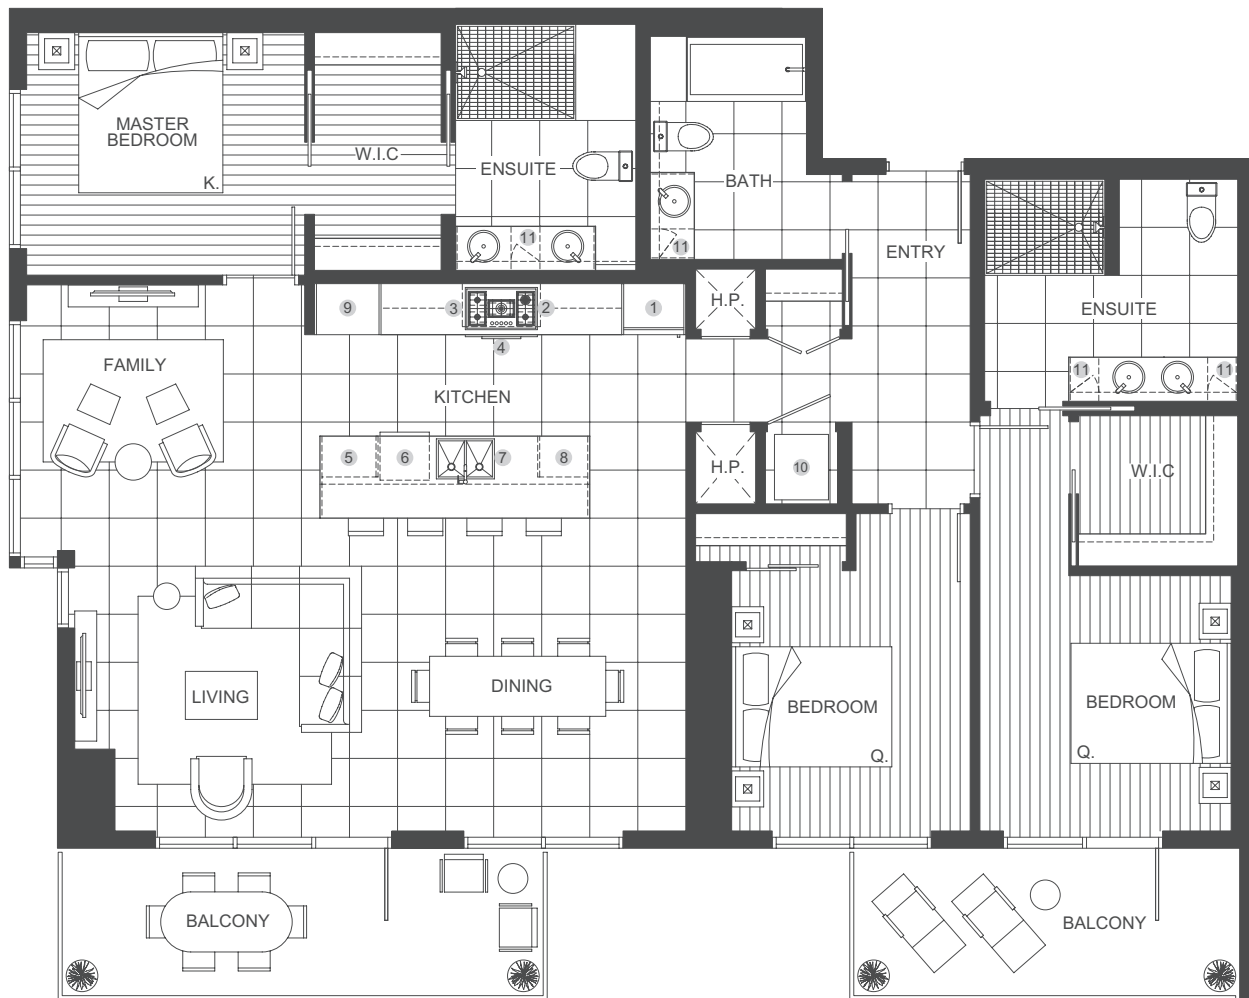 MASTER
BEDROOM
K.
W.I.C
ENSUITE
11
BATH
11
ENTRY
ENSUITE
11
11
H.P.
9
3
2
1
4
FAMILY
KITCHEN
5
6
7
8
H.P.
10
W.I.C
LIVING
DINING
BEDROOM
Q.
BEDROOM
Q.
BALCONY
BALCONY